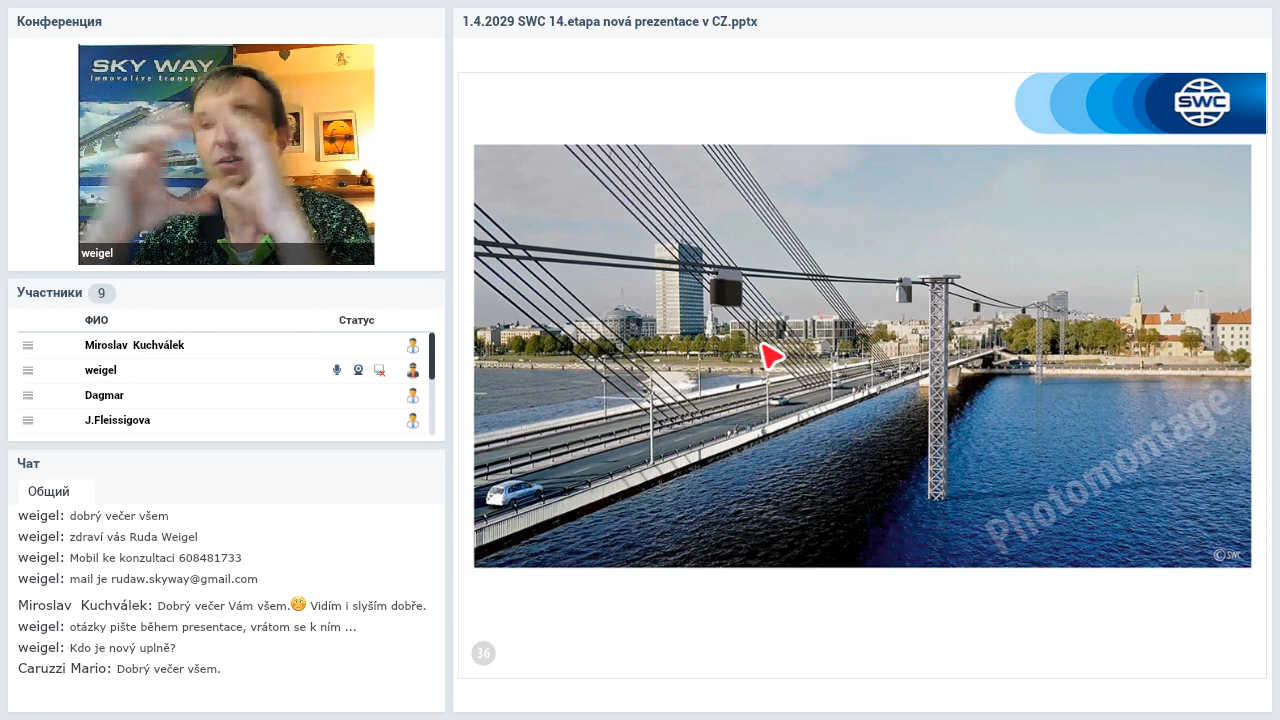 Конференция
SKY WAY
Innovative transp
weigel
Участники 9
ФИО Статус
Miroslav Kuchválek
weigel
Dagmar
J.Fleissigova
Чат
Общий
weigel: dobrý večer všem
weigel: zdraví vás Ruda Weigel
weigel: Mobil ke konzultaci 608481733
weigel: mail je rudaw.skyway@gmail.com
Miroslav Kuchválek: Dobrý večer Vám všem. Vidím i slyším dobře.
weigel: otázky pište během presentace, vrátom se k ním ...
weigel: Kdo je nový uplně?
Caruzzi Mario: Dobrý večer všem.
1.4.2029 SWC 14.etapa nová prezentace v CZ.pptx
SWC
Photomontage
© SWC
36